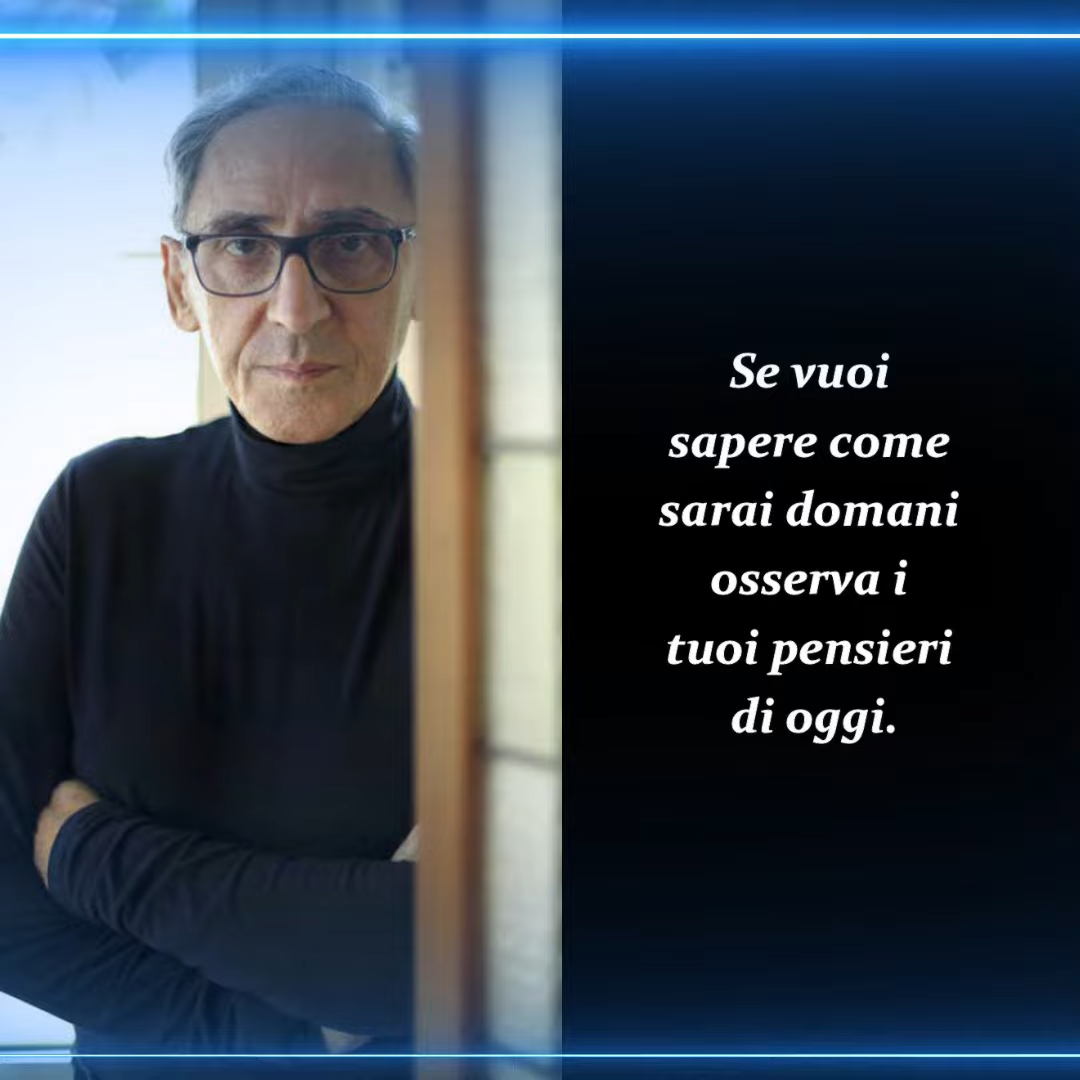 Se vuoi
sapere come
sarai domani
osserva i
tuoi pensieri
di oggi.